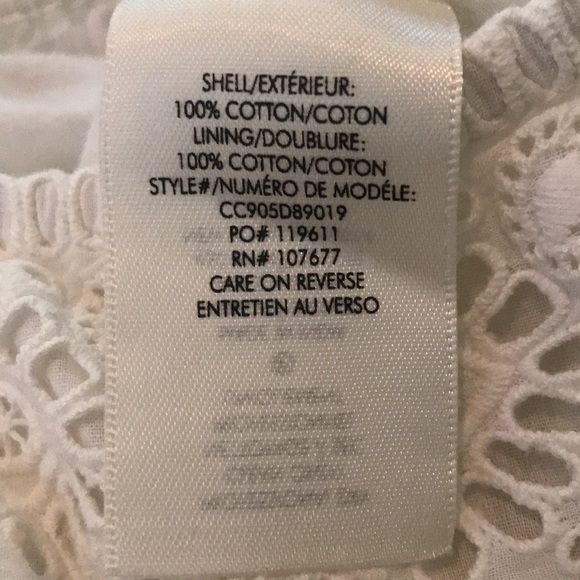 SHELL/EXTÉRIEUR:
100% COTTON/COTON
LINING/DOUBLURE:
100% COTTON/COTON
STYLE#/NUMÉRO DE MODÉLE:
CC905D89019
PO# 119611
RN# 107677
CARE ON REVERSE
ENTRETIEN AU VERSO